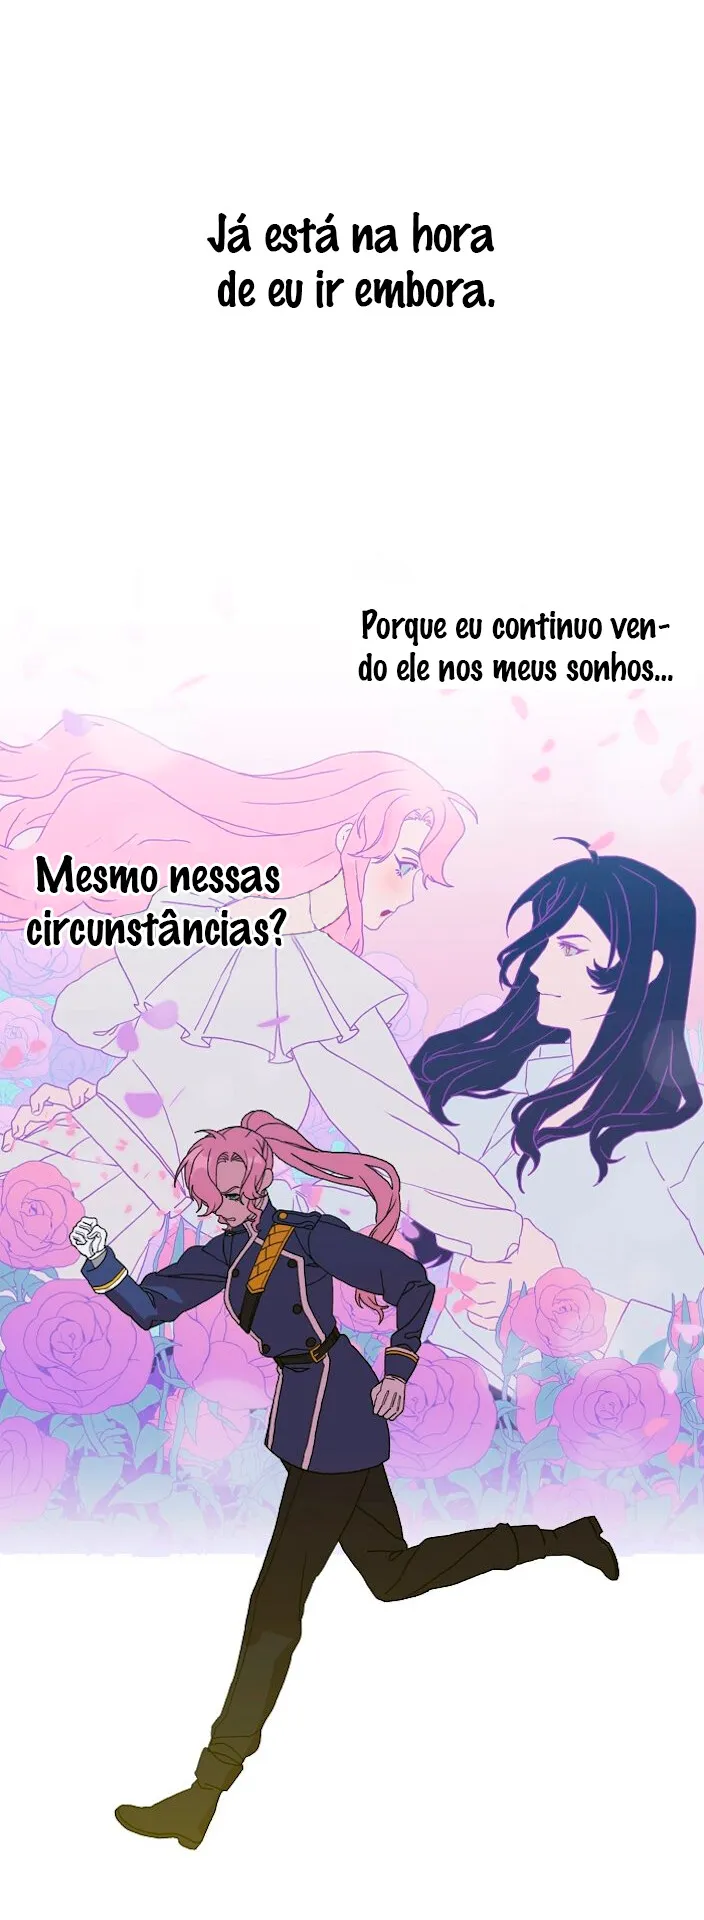 Já está na hora
de eu ir embora.
Porque eu continuo ven-
do ele nos meus sonhos...
Mesmo nessas
circunstâncias?